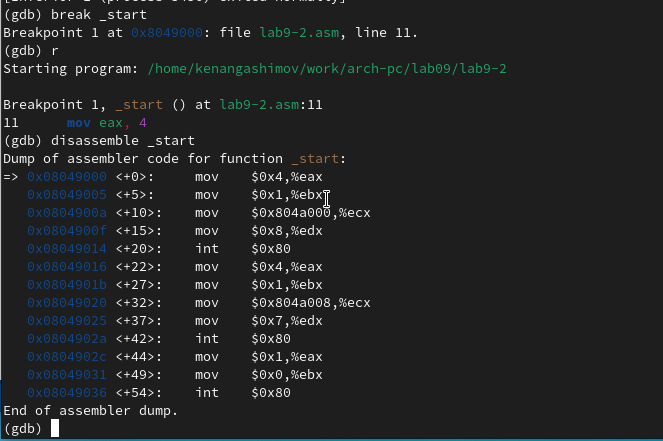 (gdb) break _start
Breakpoint 1 at 0x8049000: file lab9-2.asm, line 11.
(gdb) r
Starting program: /home/kenangashimov/work/arch-pc/lab09/lab9-2
Breakpoint 1, _start () at lab9-2.asm:11
11 mov eax, 4
(gdb) disassemble _start
Dump of assembler code for function _start:
=> 0x08049000 <+0>: mov $0x4,%eax
0x08049005 <+5>: mov $0x1,%ebx
0x0804900a <+10>: mov $0x804a000,%ecx
0x0804900f <+15>: mov $0x8,%edx
0x08049014 <+20>: int $0x80
0x08049016 <+22>: mov $0x4,%eax
0x0804901b <+27>: mov $0x1,%ebx
0x08049020 <+32>: mov $0x804a008,%ecx
0x08049025 <+37>: mov $0x7,%edx
0x0804902a <+42>: int $0x80
0x0804902c <+44>: mov $0x1,%eax
0x08049031 <+49>: mov $0x0,%ebx
0x08049036 <+54>: int $0x80
End of assembler dump.
(gdb)